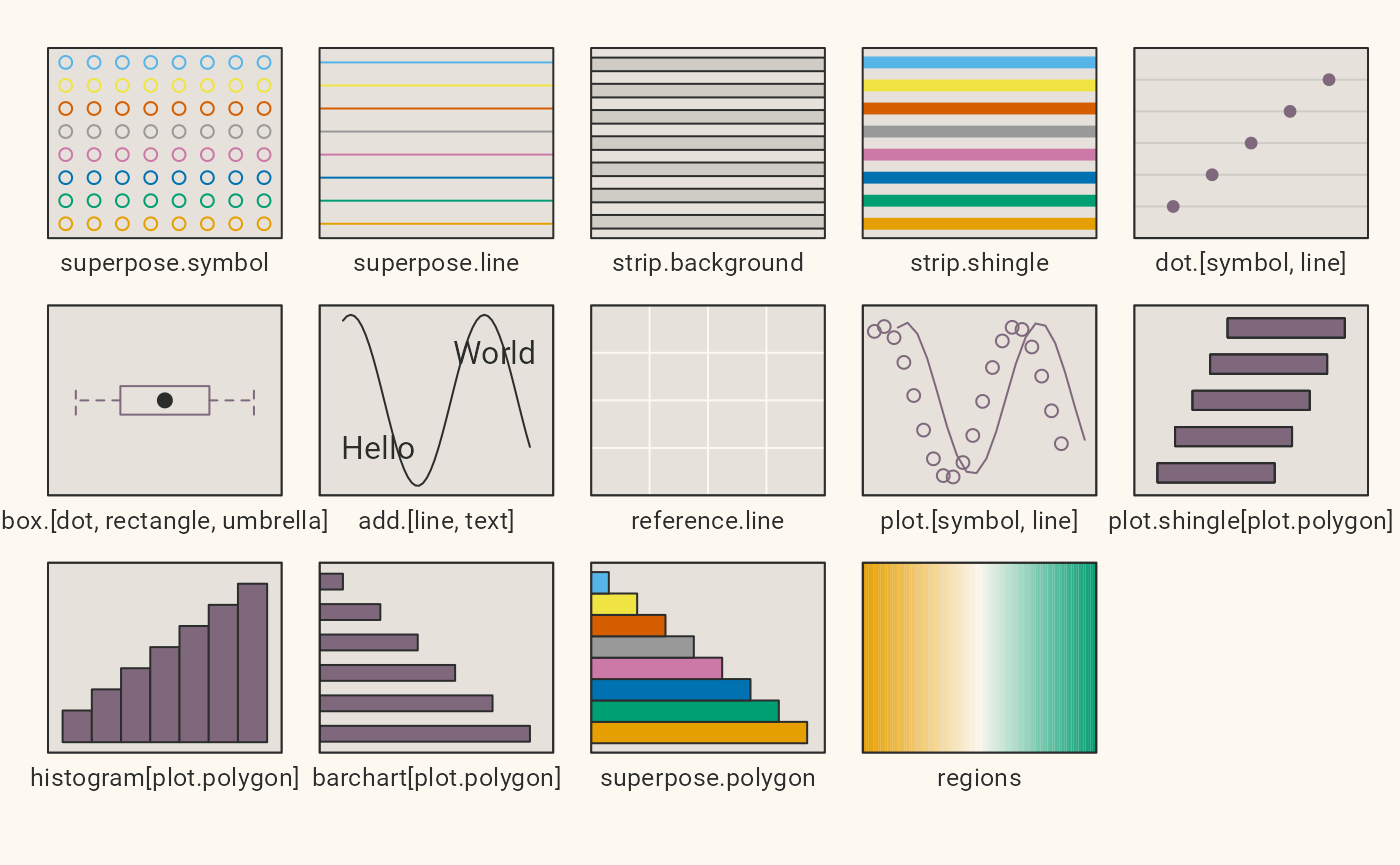 superpose.symbol
superpose.line
strip.background
strip.shingle
dot.[symbol, line]
World
Hello
box.[dot, rectangle, umbrella]
add.[line, text]
reference.line
plot.[symbol, line]
plot.shingle[plot.polygon]
histogram[plot.polygon]
barchart[plot.polygon]
superpose.polygon
regions